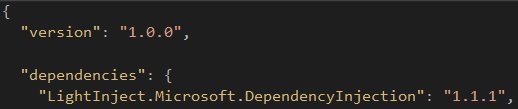 {
"version": "1.0.0",
"dependencies": {
"LightInject.Microsoft.DependencyInjection": "1.1.1",